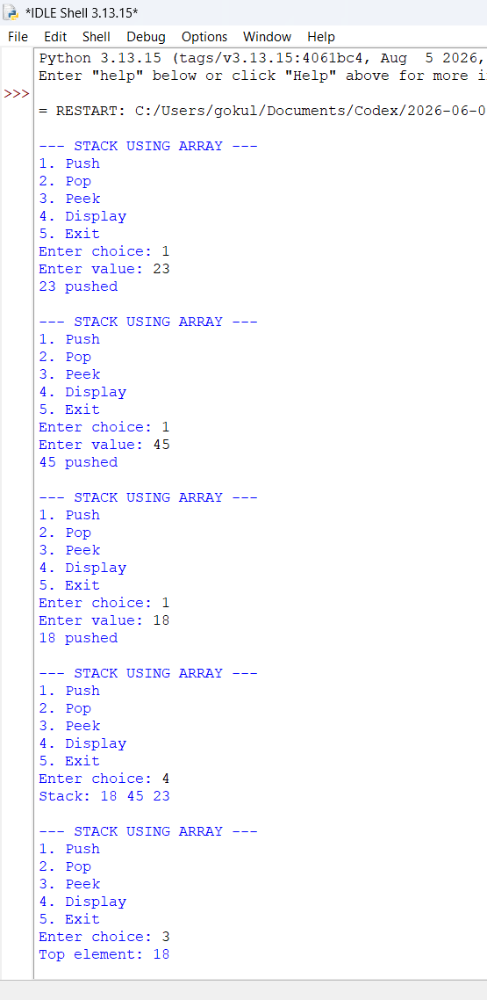 *IDLE Shell 3.13.15*
File Edit Shell Debug Options Window Help
Python 3.13.15 (tags/v3.13.15:4061bc4, Aug  5 2026,
Enter "help" below or click "Help" above for more i
>>>
= RESTART: C:/Users/gokul/Documents/Codex/2026-06-0
--- STACK USING ARRAY ---
1. Push
2. Pop
3. Peek
4. Display
5. Exit
Enter choice: 1
Enter value: 23
23 pushed
--- STACK USING ARRAY ---
1. Push
2. Pop
3. Peek
4. Display
5. Exit
Enter choice: 1
Enter value: 45
45 pushed
--- STACK USING ARRAY ---
1. Push
2. Pop
3. Peek
4. Display
5. Exit
Enter choice: 1
Enter value: 18
18 pushed
--- STACK USING ARRAY ---
1. Push
2. Pop
3. Peek
4. Display
5. Exit
Enter choice: 4
Stack: 18 45 23
--- STACK USING ARRAY ---
1. Push
2. Pop
3. Peek
4. Display
5. Exit
Enter choice: 3
Top element: 18